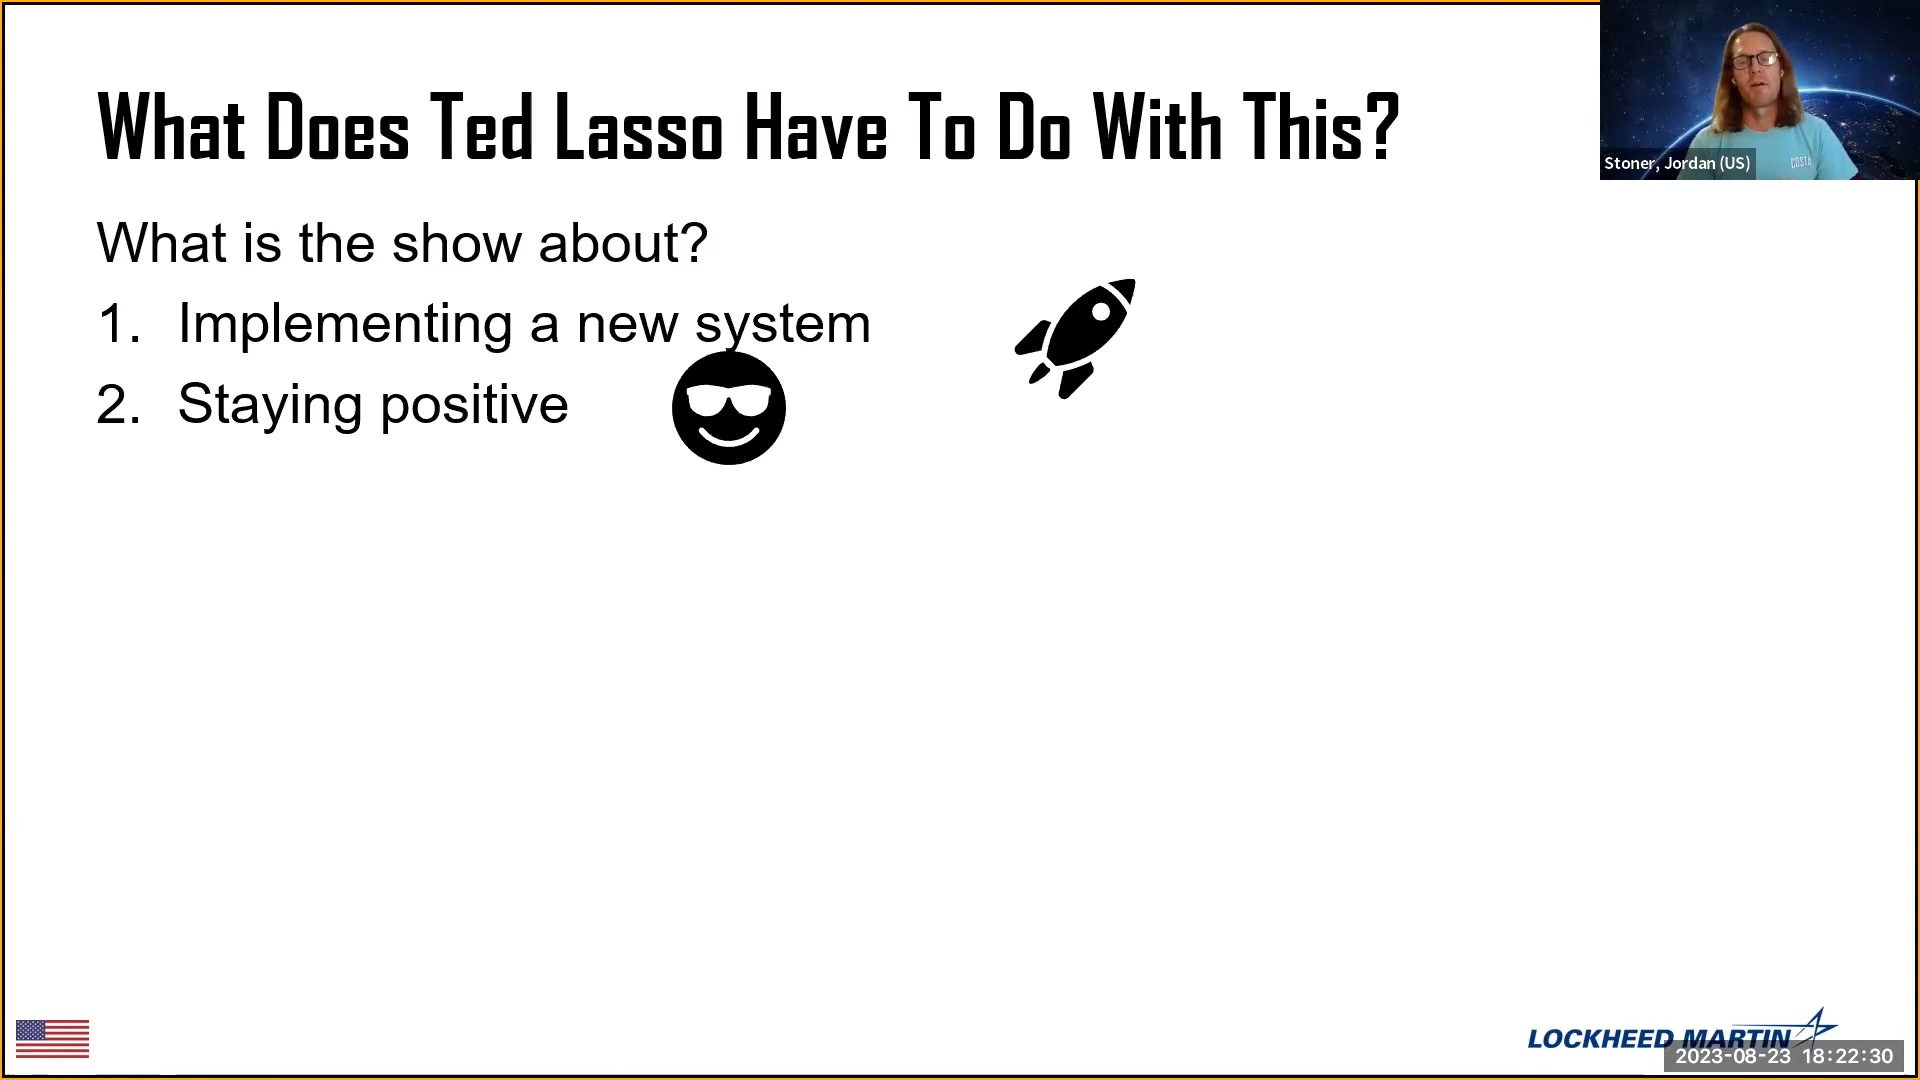 What Does Ted Lasso Have To Do With This?
COSTA
Stoner, Jordan (US)
What is the show about?
1. Implementing a new system
2. Staying positive
LOCKHEED MARTIN
2023-08-23 18:22:30